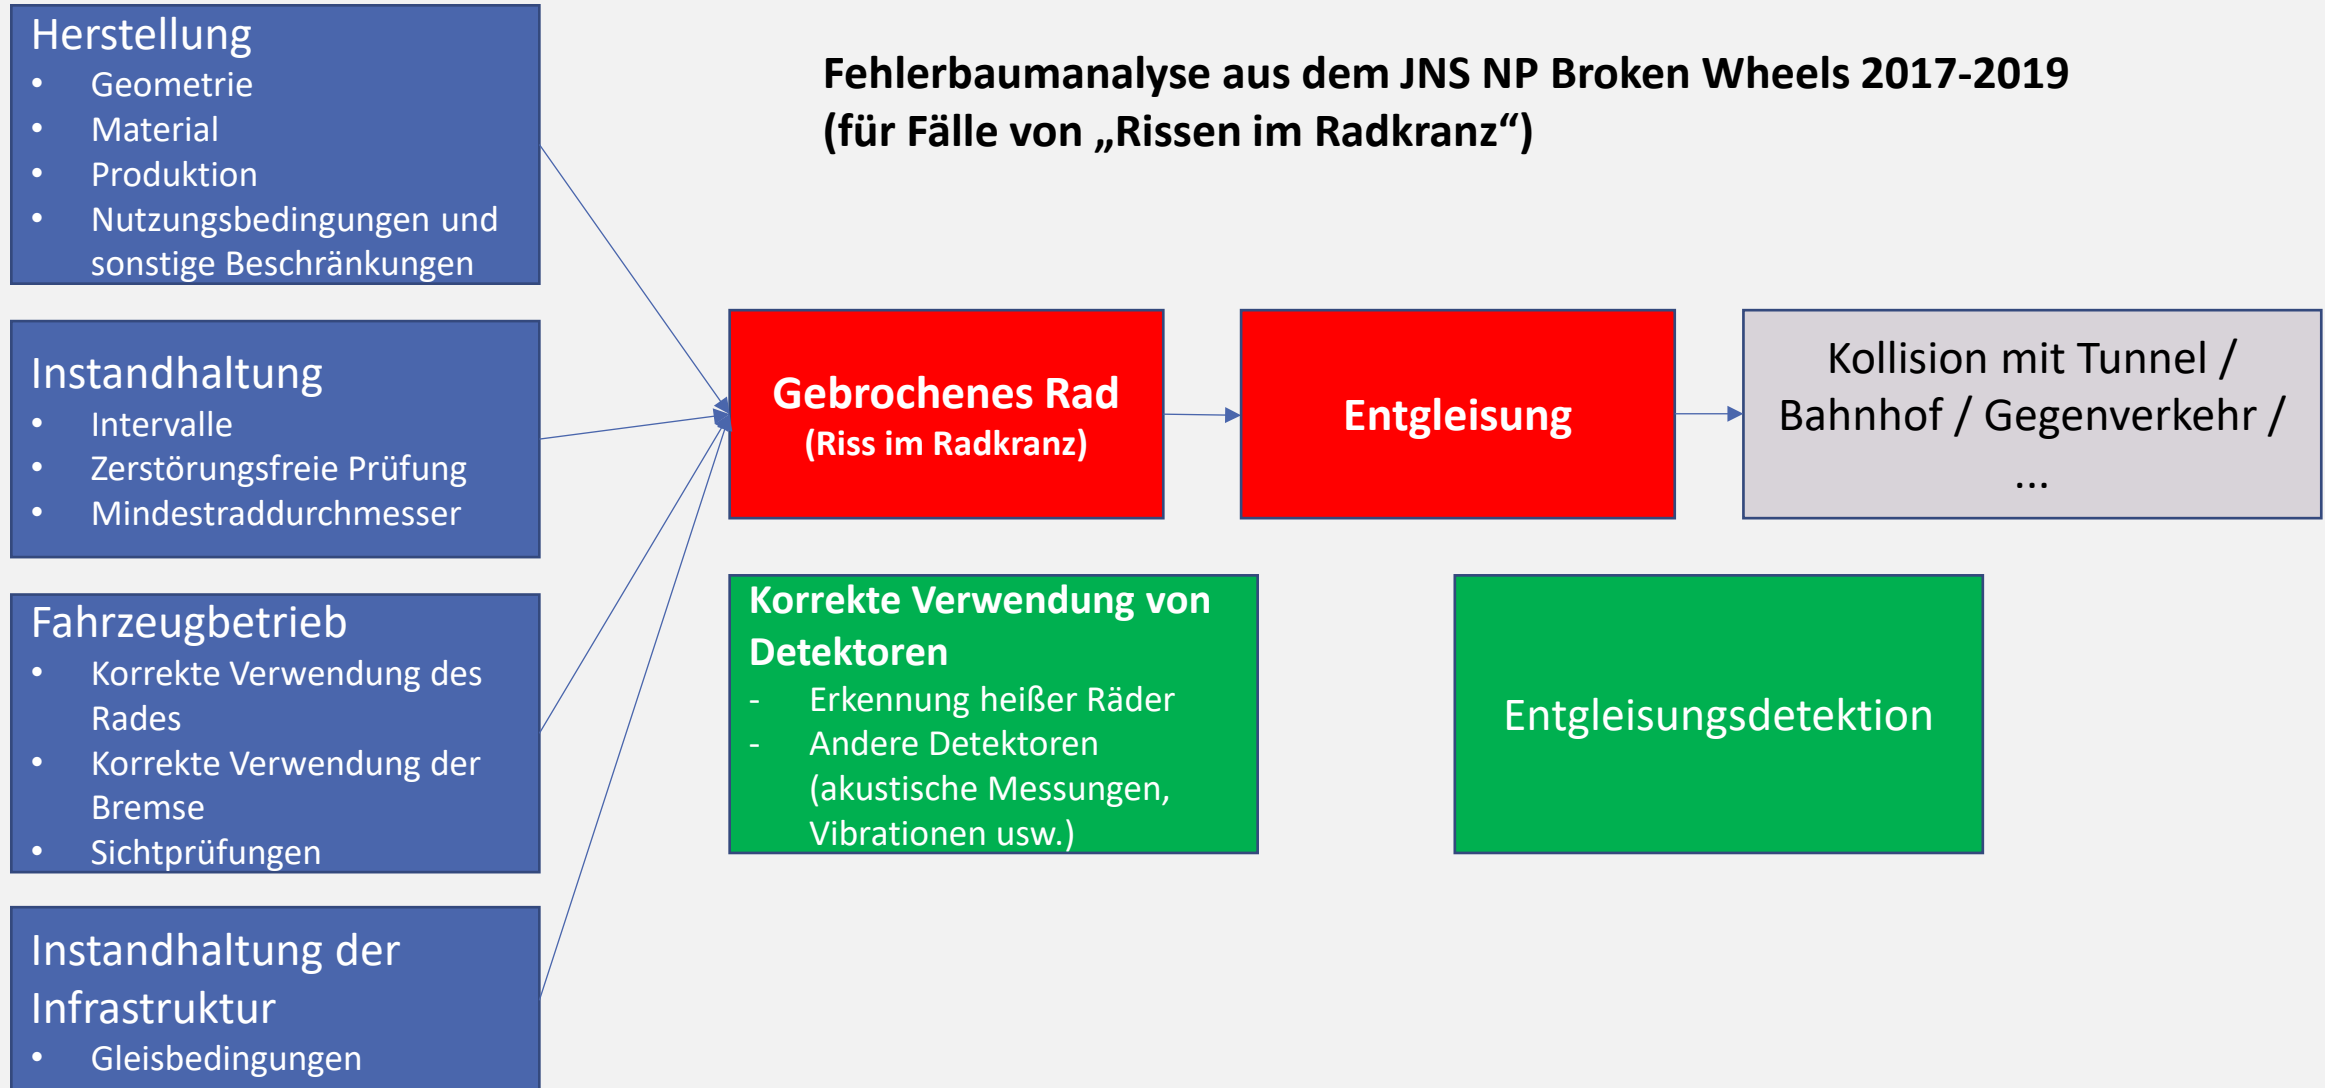 Herstellung
• Geometrie
• Material
• Produktion
• Nutzungsbedingungen und
sonstige Beschränkungen
Fehlerbaumanalyse aus dem JNS NP Broken Wheels 2017-2019
(für Fälle von „Rissen im Radkranz“)
Instandhaltung
• Intervalle
• Zerstörungsfreie Prüfung
• Mindestraddurchmesser
Fahrzeugbetrieb
• Korrekte Verwendung des
Rades
• Korrekte Verwendung der
Bremse
• Sichtprüfungen
Instandhaltung der
Infrastruktur
• Gleisbedingungen
Gebrochenes Rad
(Riss im Radkranz)
Entgleisung
Kollision mit Tunnel /
Bahnhof / Gegenverkehr /
...
Korrekte Verwendung von
Detektoren
- Erkennung heißer Räder
- Andere Detektoren
(akustische Messungen,
Vibrationen usw.)
Entgleisungsdetektion